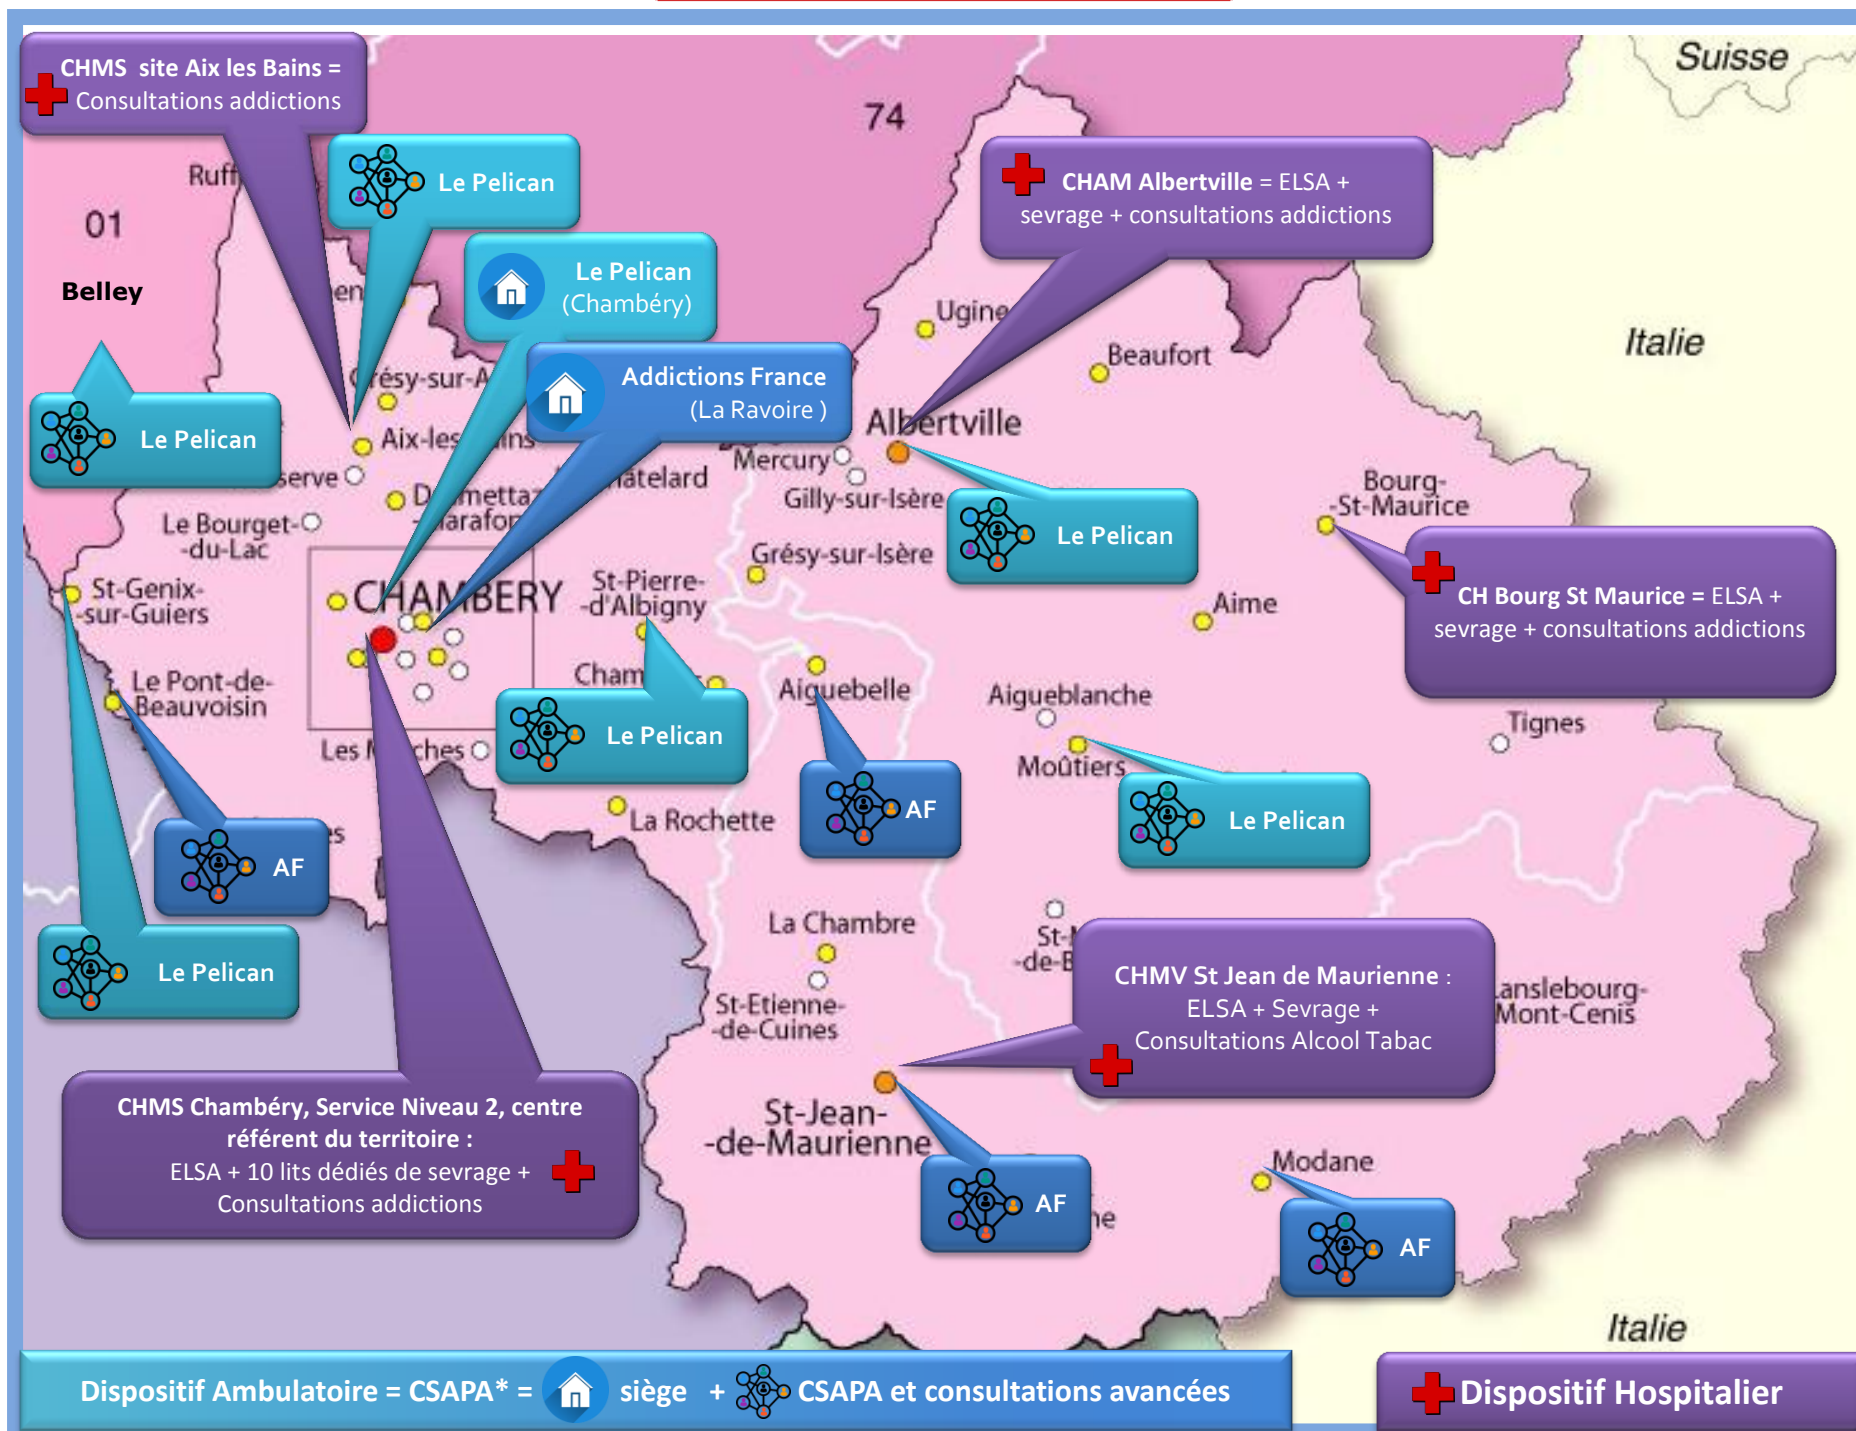 Suisse
CHMS site Aix les Bains =
Consultations addictions
74
Le Pelican
CHAM Albertville = ELSA +
sevrage + consultations addictions
01
Belley
Le Pelican
(Chambéry)
Ugine
Italie
Beaufort
Addictions France
(La Ravoire )
Albertville
Le Pelican
Aix-les
Mercury
Gilly-sur-Isère
Bourg-
-St-Maurice
Le Bourget-
-du-Lac
Grésy-sur-Isère
Le Pelican
CHAMBERY
St-Pierre-
-d'Albigny
St-Genix-
-sur-Guiers
Aime
CH Bourg St Maurice = ELSA +
sevrage + consultations addictions
Le Pont-de-
Beauvoisin
Aiguebelle
Aigueblanche
Le Pelican
Tignes
Moûtiers
La Rochette
AF
Le Pelican
AF
La Chambre
Le Pelican
St-Etienne-
-de-Cuines
CHMV St Jean de Maurienne :
ELSA + Sevrage +
Consultations Alcool Tabac
Lanslebourg-
Mont-Cenis
CHMS Chambéry, Service Niveau 2, centre
référent du territoire :
ELSA + 10 lits dédiés de sevrage +
Consultations addictions
St-Jean-
-de-Maurienne
Modane
AF
AF
Italie
Dispositif Ambulatoire = CSAPA* = siège + CSAPA et consultations avancées
Dispositif Hospitalier